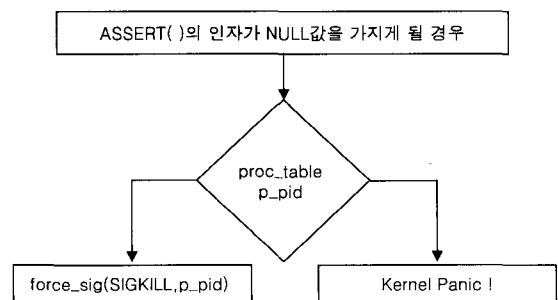 ASSERT( )의 인자가 NULL값을 가지게 될 경우
proc_table
p_pid
force_sig(SIGKILL,p_pid)
Kernel Panic !